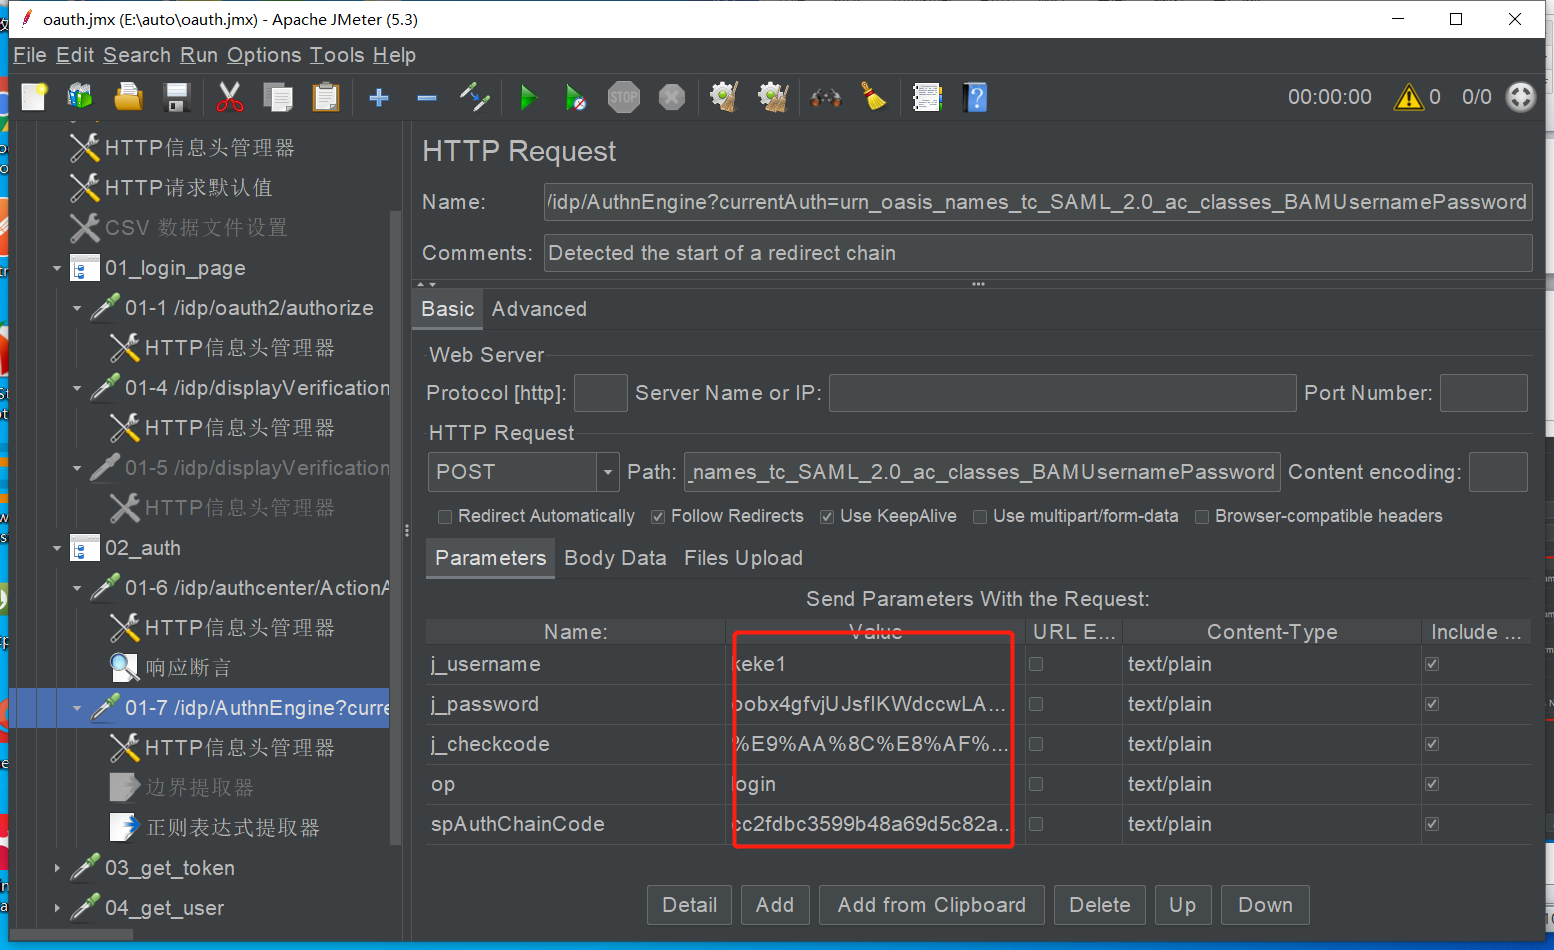 oauth.jmx (E:\auto\oauth.jmx) - Apache JMeter (5.3)
File Edit Search Run Options Tools Help
STOP
00:00:00 0 0/0
HTTP信息头管理器
HTTP请求默认值
CSV 数据文件设置
01_login_page
01-1 /idp/oauth2/authorize
HTTP信息头管理器
01-4 /idp/displayVerification
HTTP信息头管理器
01-5 /idp/displayVerification
HTTP信息头管理器
02_auth
01-6 /idp/authcenter/ActionA
HTTP信息头管理器
响应断言
01-7 /idp/AuthnEngine?curre
HTTP信息头管理器
边界提取器
正则表达式提取器
03_get_token
04_get_user
HTTP Request
Name: /idp/AuthnEngine?currentAuth=urn_oasis_names_tc_SAML_2.0_ac_classes_BAMUsernamePassword
Comments: Detected the start of a redirect chain
Basic Advanced
Web Server
Protocol [http]: Server Name or IP: Port Number:
HTTP Request
POST Path: _names_tc_SAML_2.0_ac_classes_BAMUsernamePassword Content encoding:
Redirect Automatically Follow Redirects Use KeepAlive Use multipart/form-data Browser-compatible headers
Parameters Body Data Files Upload
Send Parameters With the Request:
Name: Value URL E... Content-Type Include ...
j_username keke1 text/plain
j_password oobx4gfvjUJsfIKWdccwLA... text/plain
j_checkcode %E9%AA%8C%E8%AF%... text/plain
op login text/plain
spAuthChainCode cc2fdbc3599b48a69d5c82a... text/plain
Detail Add Add from Clipboard Delete Up Down